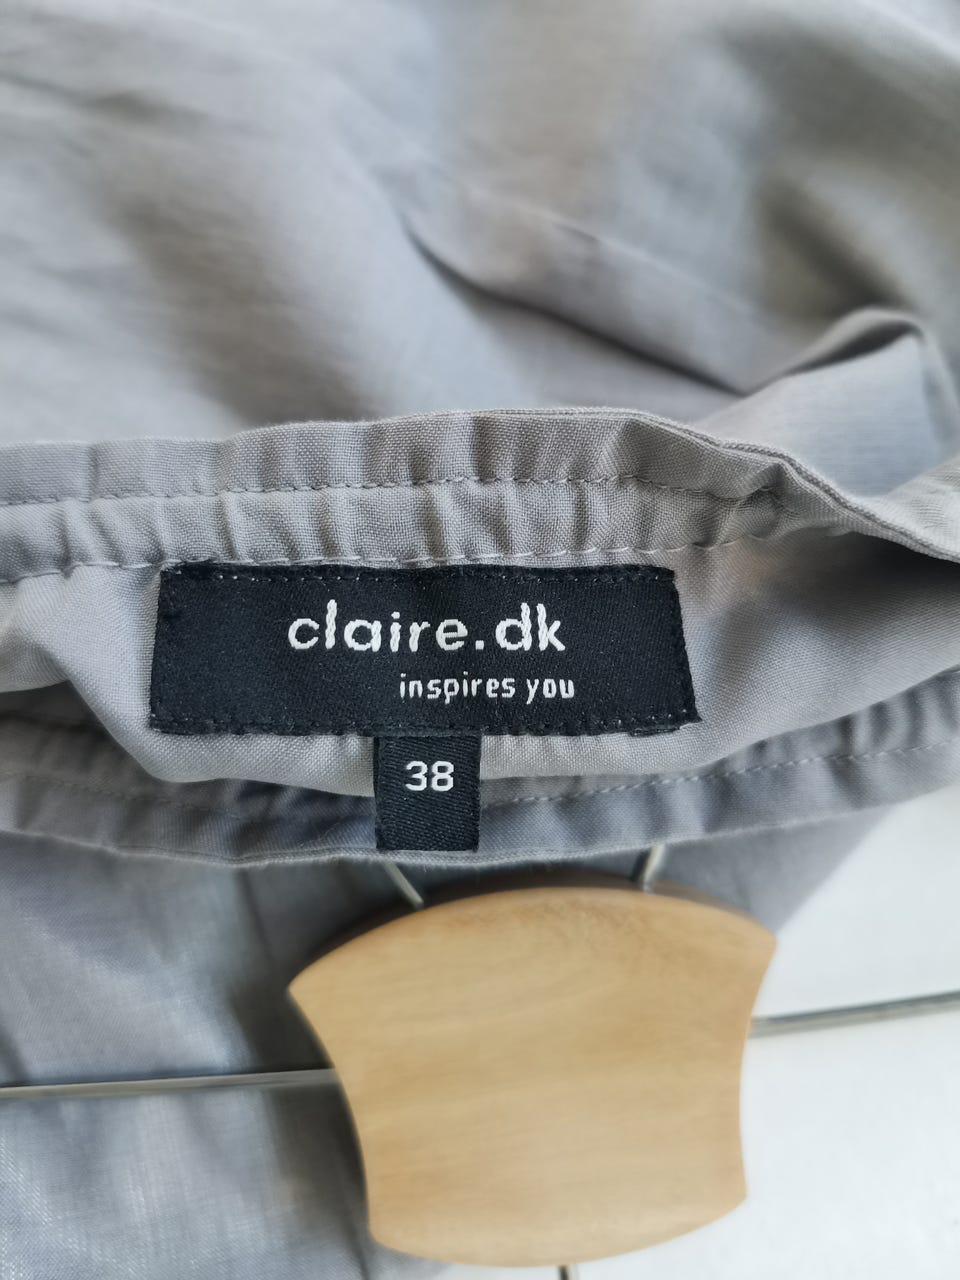 claire.dk
inspires you
38